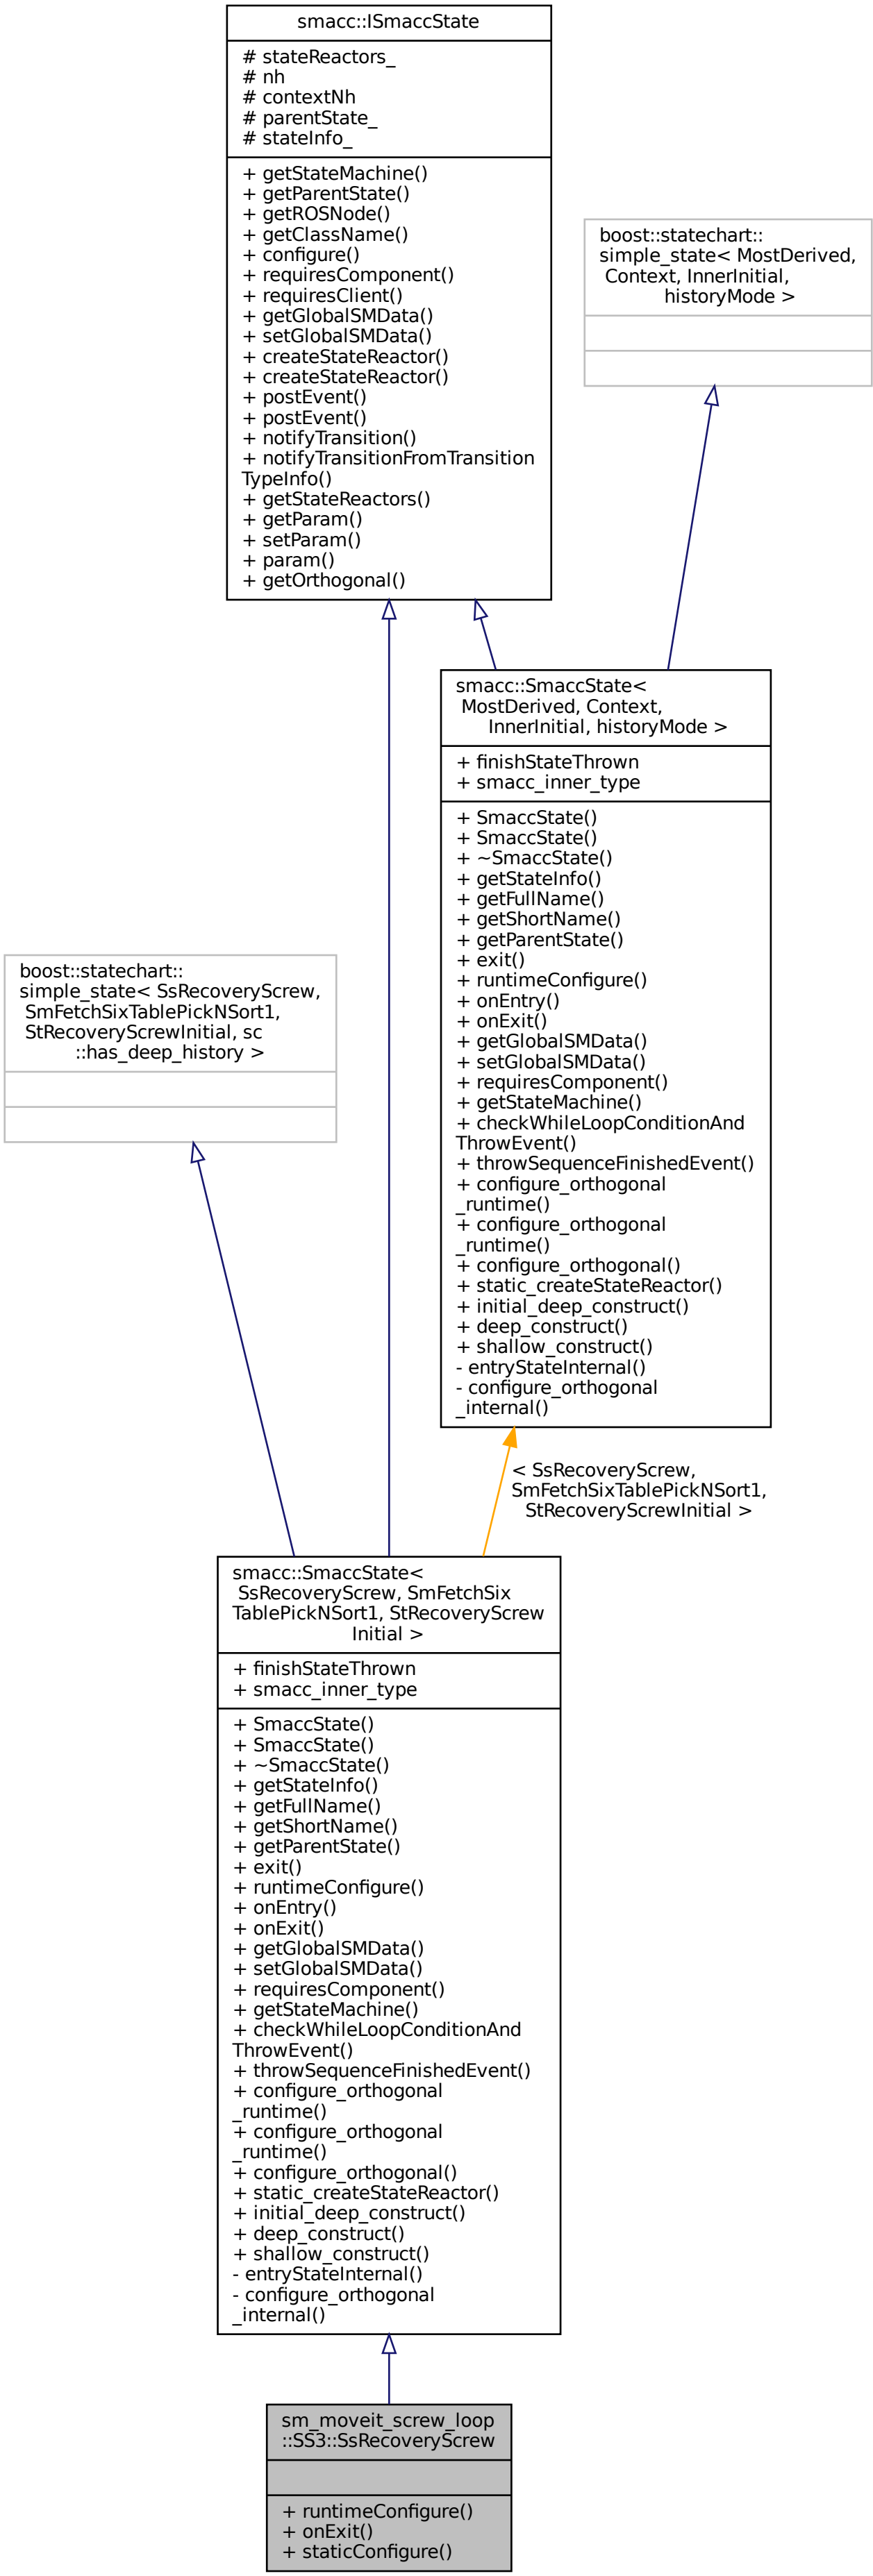 smacc::ISmaccState
# stateReactors_
# nh
# contextNh
# parentState_
# stateInfo_
+ getStateMachine()
+ getParentState()
+ getROSNode()
+ getClassName()
+ configure()
+ requiresComponent()
+ requiresClient()
+ getGlobalSMData()
+ setGlobalSMData()
+ createStateReactor()
+ createStateReactor()
+ postEvent()
+ postEvent()
+ notifyTransition()
+ notifyTransitionFromTransition
TypeInfo()
+ getStateReactors()
+ getParam()
+ setParam()
+ param()
+ getOrthogonal()
boost::statechart::
simple_state< MostDerived,
Context, InnerInitial,
historyMode >
smacc::SmaccState<
MostDerived, Context,
InnerInitial, historyMode >
+ finishStateThrown
+ smacc_inner_type
+ SmaccState()
+ SmaccState()
+ ~SmaccState()
+ getStateInfo()
+ getFullName()
+ getShortName()
+ getParentState()
+ exit()
+ runtimeConfigure()
+ onEntry()
+ onExit()
+ getGlobalSMData()
+ setGlobalSMData()
+ requiresComponent()
+ getStateMachine()
+ checkWhileLoopConditionAnd
ThrowEvent()
+ throwSequenceFinishedEvent()
+ configure_orthogonal
_runtime()
+ configure_orthogonal
_runtime()
+ configure_orthogonal()
+ static_createStateReactor()
+ initial_deep_construct()
+ deep_construct()
+ shallow_construct()
- entryStateInternal()
- configure_orthogonal
_internal()
boost::statechart::
simple_state< SsRecoveryScrew,
SmFetchSixTablePickNSort1,
StRecoveryScrewInitial, sc
::has_deep_history >
< SsRecoveryScrew,
SmFetchSixTablePickNSort1,
StRecoveryScrewInitial >
smacc::SmaccState<
SsRecoveryScrew, SmFetchSix
TablePickNSort1, StRecoveryScrew
Initial >
+ finishStateThrown
+ smacc_inner_type
+ SmaccState()
+ SmaccState()
+ ~SmaccState()
+ getStateInfo()
+ getFullName()
+ getShortName()
+ getParentState()
+ exit()
+ runtimeConfigure()
+ onEntry()
+ onExit()
+ getGlobalSMData()
+ setGlobalSMData()
+ requiresComponent()
+ getStateMachine()
+ checkWhileLoopConditionAnd
ThrowEvent()
+ throwSequenceFinishedEvent()
+ configure_orthogonal
_runtime()
+ configure_orthogonal
_runtime()
+ configure_orthogonal()
+ static_createStateReactor()
+ initial_deep_construct()
+ deep_construct()
+ shallow_construct()
- entryStateInternal()
- configure_orthogonal
_internal()
sm_moveit_screw_loop
::SS3::SsRecoveryScrew
+ runtimeConfigure()
+ onExit()
+ staticConfigure()